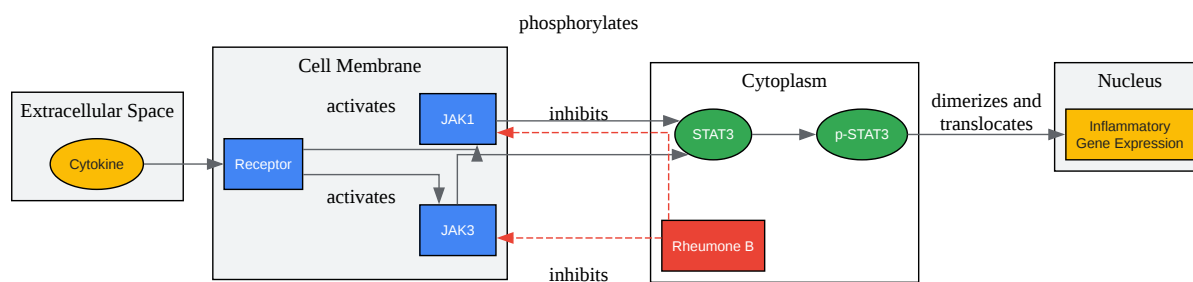 phosphorylates
Cell Membrane
Cytoplasm
Nucleus
Extracellular Space
activates
JAK1
inhibits
dimerizes and
translocates
STAT3
p-STAT3
Inflammatory
Gene Expression
Cytokine
Receptor
activates
JAK3
Rheumone B
inhibits